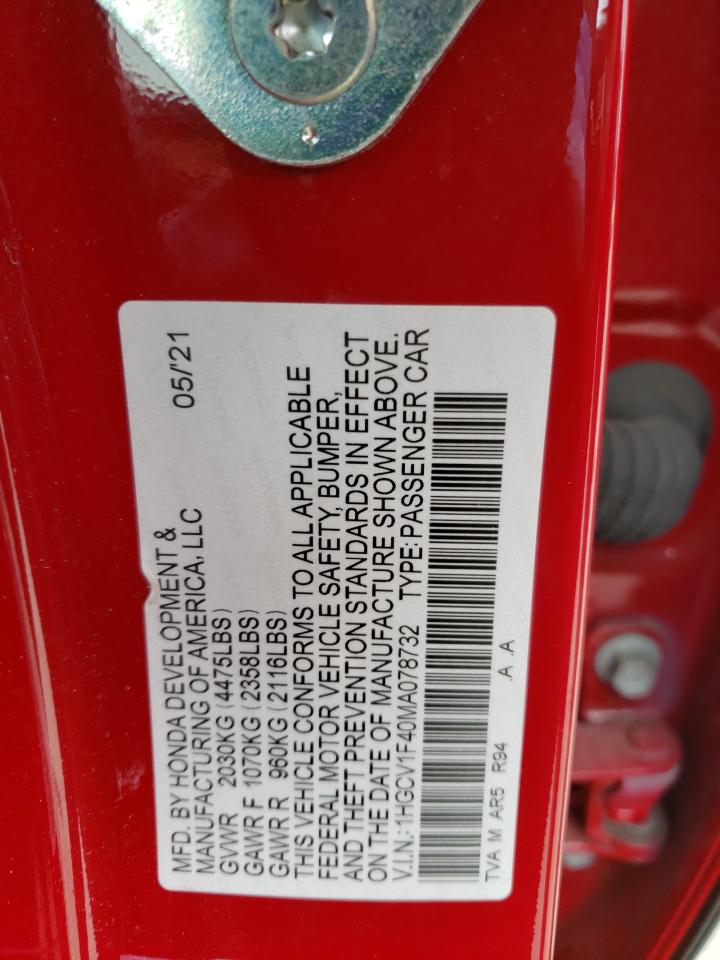 MFD. BY HONDA DEVELOPMENT &
MANUFACTURING OF AMERICA, LLC 05/'21
GVWR 2030KG (4475LBS)
GAWR F 1070KG (2358LBS)
GAWR R 960KG (2116LBS)
THIS VEHICLE CONFORMS TO ALL APPLICABLE
FEDERAL MOTOR VEHICLE SAFETY, BUMPER,
AND THEFT PREVENTION STANDARDS IN EFFECT
ON THE DATE OF MANUFACTURE SHOWN ABOVE.
V.I.N.:1HGCV1F40MA078732 TYPE: PASSENGER CAR
TVA M AR5 R94 .A .A